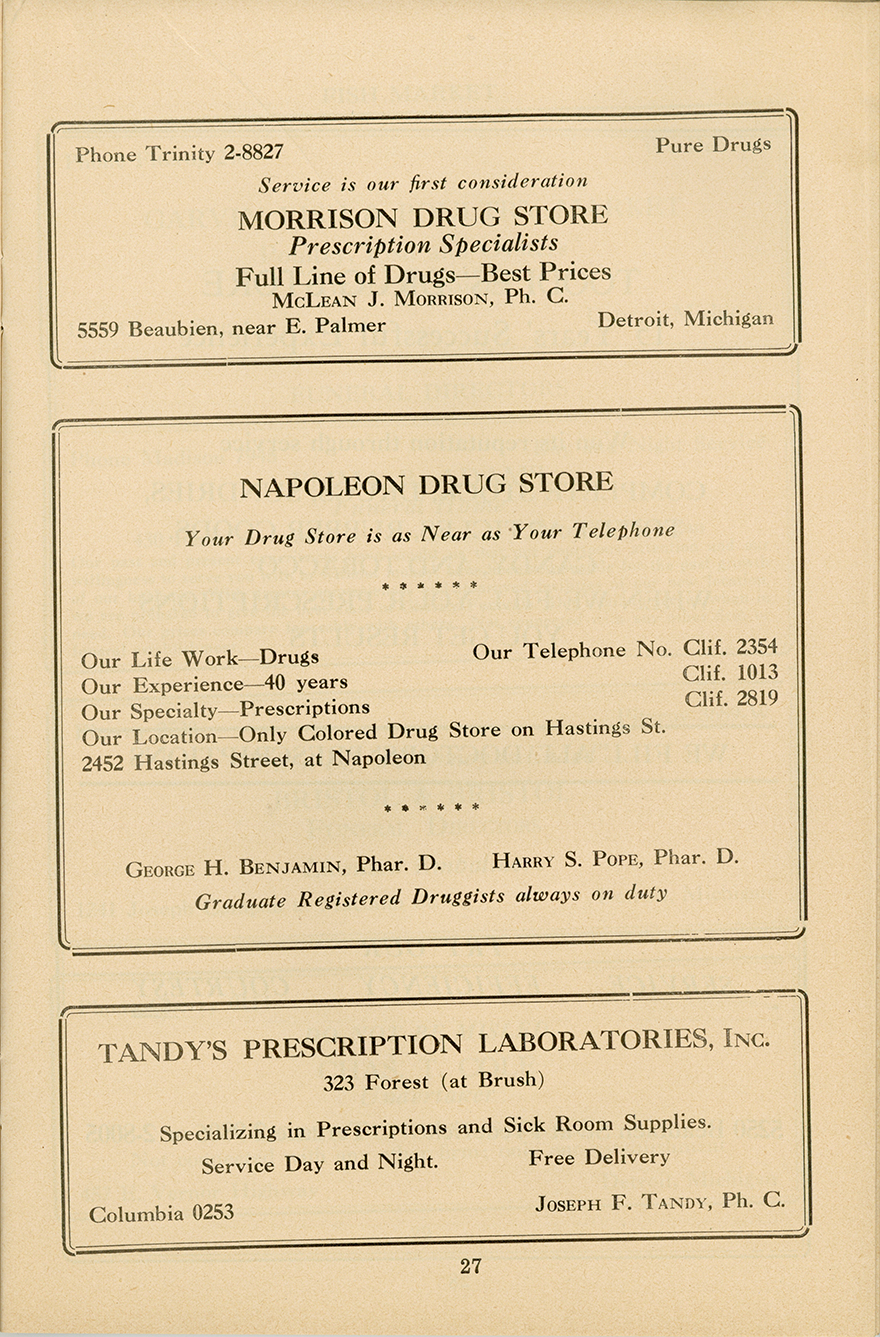 Phone Trinity 2-8827
Pure Drugs
Service is our first consideration
MORRISON DRUG STORE
Prescription Specialists
Full Line of Drugs—Best Prices
McLean J. Morrison, Ph. C.
5559 Beaubien, near E. Palmer
Detroit, Michigan
NAPOLEON DRUG STORE
Your Drug Store is as Near as Your Telephone
* * * * * *
Our Life Work—Drugs
Our Telephone No. Clif. 2354
Our Experience—40 years
Clif. 1013
Our Specialty—Prescriptions
Clif. 2819
Our Location—Only Colored Drug Store on Hastings St.
2452 Hastings Street, at Napoleon
* * * * * *
George H. Benjamin, Phar. D.
Harry S. Pope, Phar. D.
Graduate Registered Druggists always on duty
TANDY'S PRESCRIPTION LABORATORIES, Inc.
323 Forest (at Brush)
Specializing in Prescriptions and Sick Room Supplies.
Service Day and Night.
Free Delivery
Columbia 0253
Joseph F. Tandy, Ph. C.
27